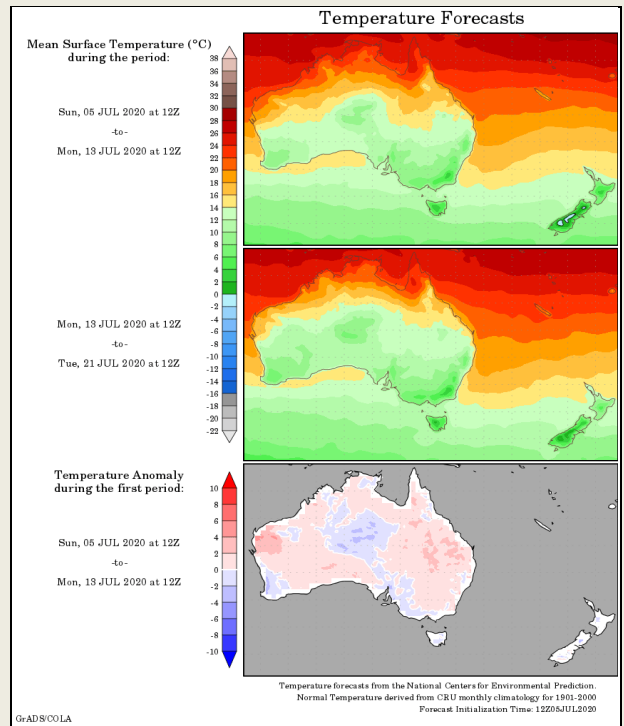 Temperature Forecasts
Mean Surface Temperature (°C)
during the period:
Sun, 05 JUL 2020 at 12Z
-to-
Mon, 13 JUL 2020 at 12Z
38
36
34
32
30
28
26
24
22
20
18
16
14
12
10
8
6
4
2
0
-2
-4
-6
-8
-10
-12
-14
-16
-18
-20
-22
Mon, 13 JUL 2020 at 12Z
-to-
Tue, 21 JUL 2020 at 12Z
Temperature Anomaly
during the first period:
Sun, 05 JUL 2020 at 12Z
-to-
Mon, 13 JUL 2020 at 12Z
10
8
6
4
2
0
-2
-4
-6
-8
-10
Temperature forecasts from the National Centers for Environmental Prediction.
Normal Temperature derived from CRU monthly climatology for 1901-2000
Forecast Initialization Time: 12Z05JUL2020
GrADS/COLA